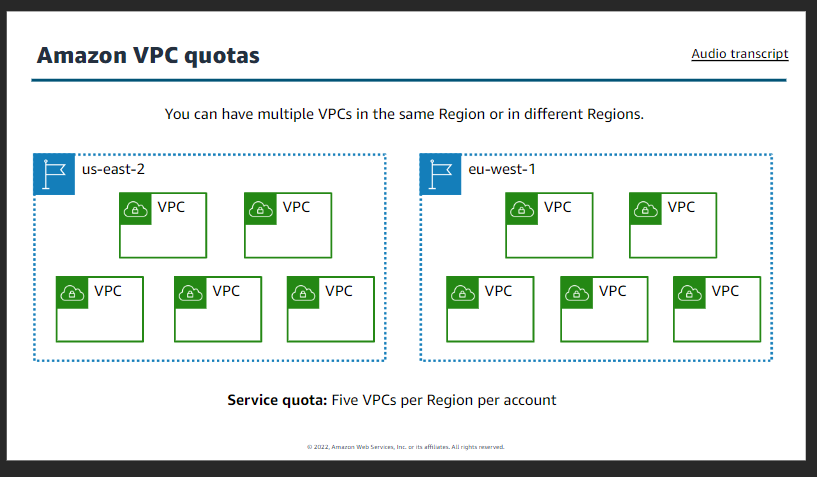 Amazon VPC quotas
Audio transcript
You can have multiple VPCs in the same Region or in different Regions.
us-east-2
VPC
VPC
VPC
VPC
VPC
eu-west-1
VPC
VPC
VPC
VPC
VPC
Service quota: Five VPCs per Region per account
© 2022, Amazon Web Services, Inc. or its affiliates. All rights reserved.